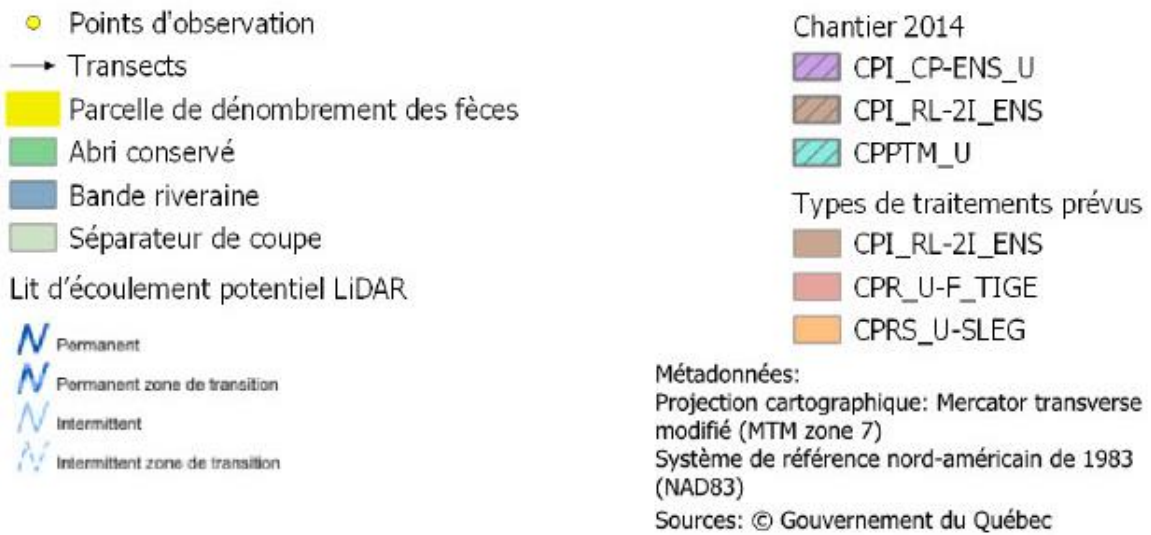 Points d'observation
Transects
Parcelle de dénombrement des fèces
Abri conservé
Bande riveraine
Séparateur de coupe
Lit d'écoulement potentiel LiDAR
Permanent
Permanent zone de transition
Intermittent
Intermittent zone de transition
Chantier 2014
CPI_CP-ENS_U
CPI_RL-2I_ENS
CPPTM_U
Types de traitements prévus
CPI_RL-2I_ENS
CPR_U-F_TIGE
CPRS_U-SLEG
Métadonnées:
Projection cartographique: Mercator transverse
modifié (MTM zone 7)
Système de référence nord-américain de 1983
(NAD83)
Sources: © Gouvernement du Québec